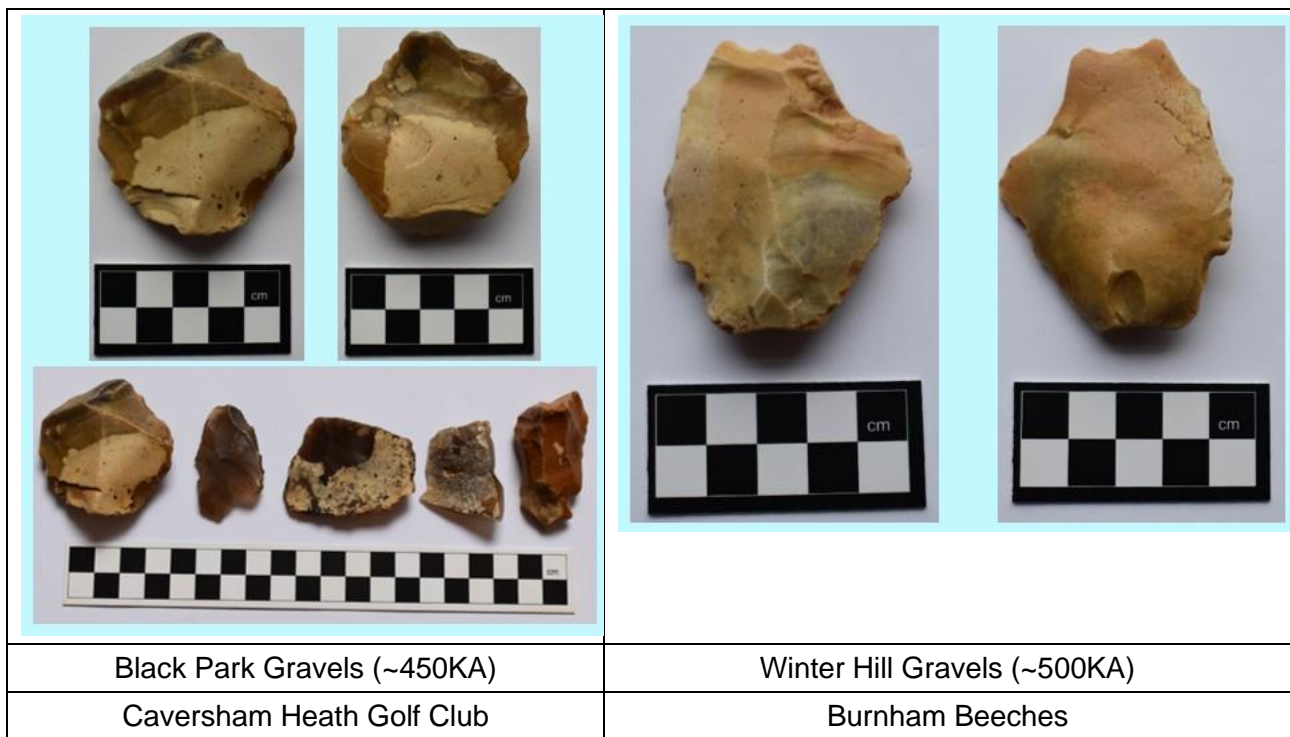 cm
cm
cm
cm
cm
Black Park Gravels (~450KA)
Winter Hill Gravels (~500KA)
Caversham Heath Golf Club
Burnham Beeches